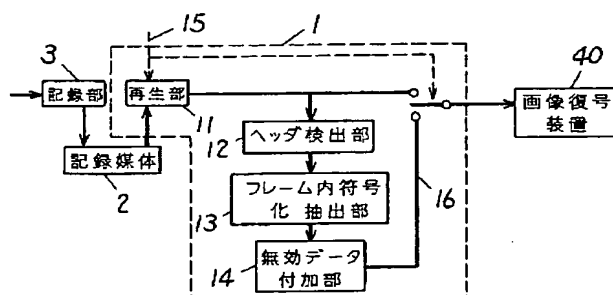 15
1
3
記録部
再生部
11
40
画像復号
装置
記録媒体
2
ヘッダ検出部
12
フレーム内符号
化 抽出部
13
16
無効データ
付加部
14